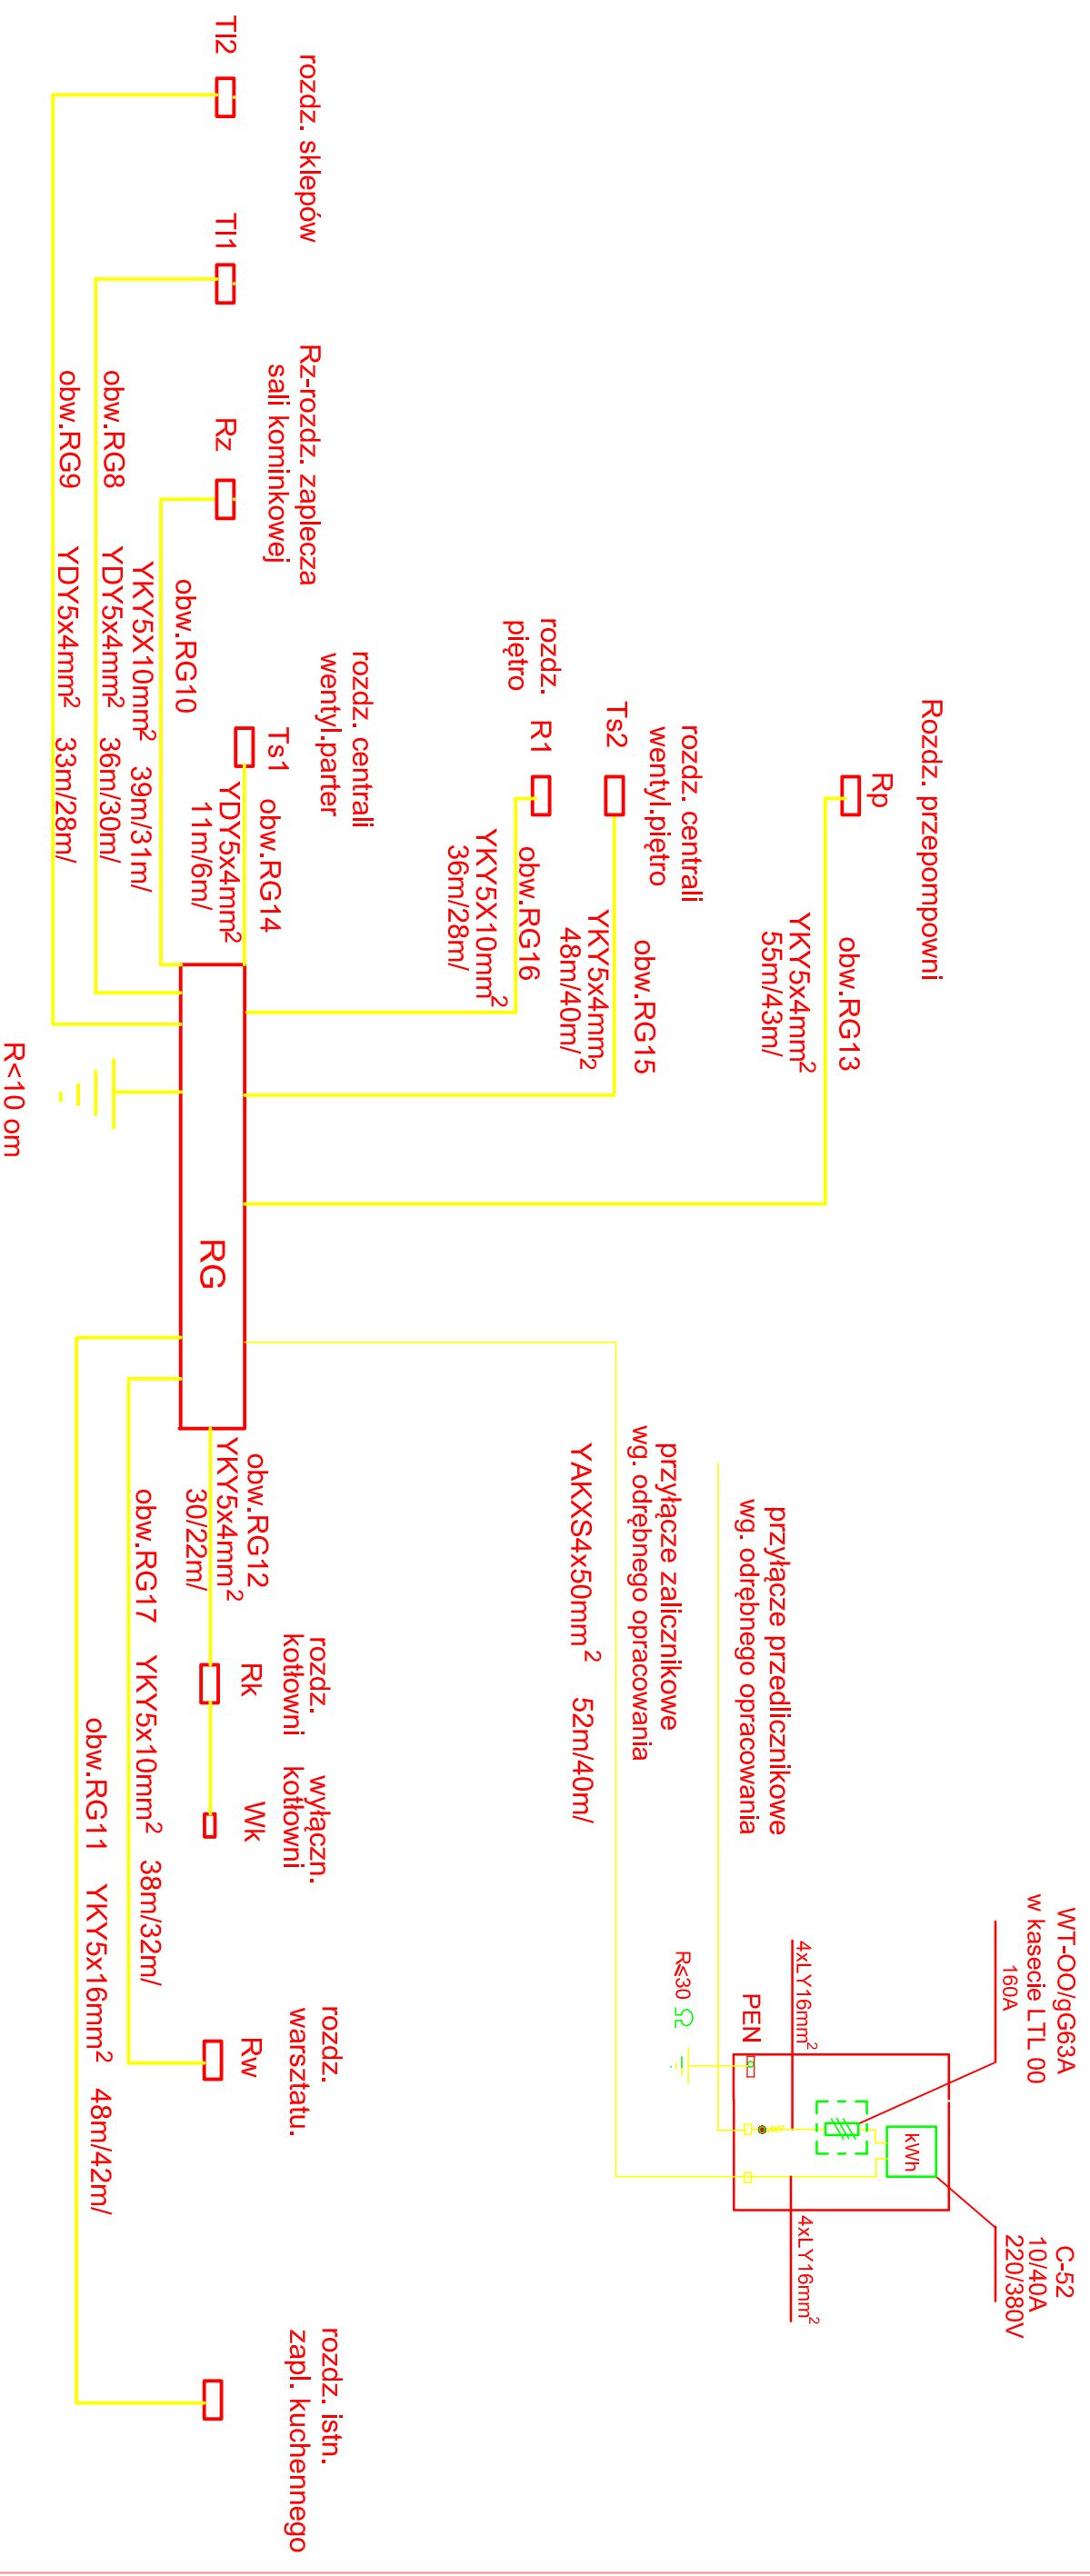 WT-OO/gG63A
w kasecie LTL 00
160A
C-52
10/40A
220/380V
kWh
4xLY16mm²
4xLY16mm²
PEN
R⩽30 Ω
Rozdz. przepompowni
Rp
obw.RG13
YKY5x4mm²
55m/43m/
przyłącze przedlicznikowe
wg. odrębnego opracowania
przyłącze zalicznikowe
wg. odrębnego opracowania
YAKXS4x50mm² 52m/40m/
rozdz. centrali
wentyl.piętro
Ts2
obw.RG15
YKY5x4mm²
48m/40m/
rozdz.
piętro
R1
obw.RG16
YKY5X10mm²
36m/28m/
rozdz. centrali
wentyl.parter
Ts1
obw.RG14
YDY5x4mm²
11m/6m/
rozdz. sklepów
Tl2
Tl1
Rz-rozdz. zaplecza
sali kominkowej
Rz
obw.RG10
YKY5X10mm² 39m/31m/
obw.RG8 YDY5x4mm² 36m/30m/
obw.RG9 YDY5x4mm² 33m/28m/
RG
R<10 om
obw.RG12
YKY5x4mm²
30/22m/
rozdz.
kotłowni
Rk
wyłączn.
kotłowni
Wk
rozdz.
warsztatu.
Rw
rozdz. istn.
zapl. kuchennego
obw.RG17 YKY5x10mm² 38m/32m/
obw.RG11 YKY5x16mm² 48m/42m/